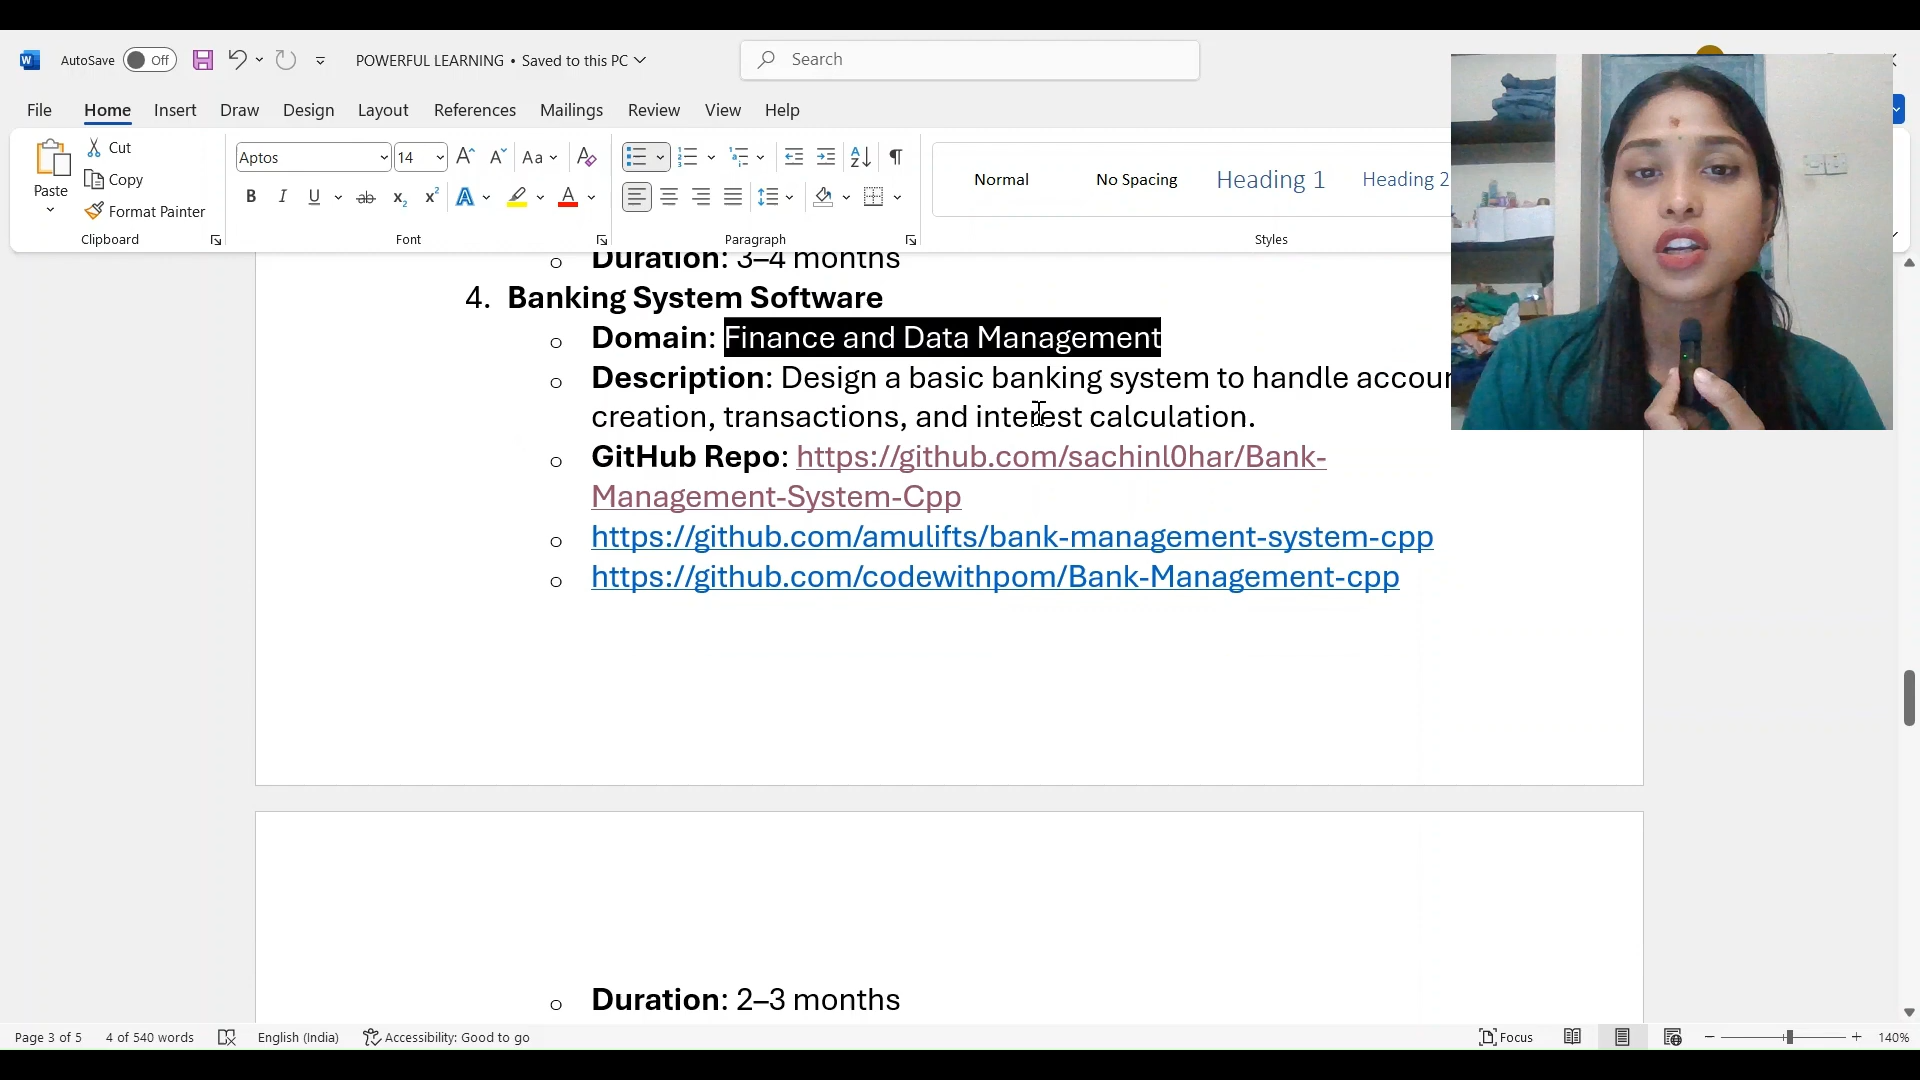 AutoSave Off POWERFUL LEARNING • Saved to this PC Search
File Home Insert Draw Design Layout References Mailings Review View Help
Paste Cut Copy Format Painter
Aptos 14
Normal No Spacing Heading 1 Heading 2
Clipboard Font Paragraph Styles
o Duration: 3–4 months
4. Banking System Software
o Domain: Finance and Data Management
o Description: Design a basic banking system to handle
creation, transactions, and interest calculation.
o GitHub Repo: https://github.com/sachinl0har/Bank-
Management-System-Cpp
o https://github.com/amulifts/bank-management-system-cpp
o https://github.com/codewithpom/Bank-Management-cpp
o Duration: 2–3 months
Page 3 of 5 4 of 540 words English (India) Accessibility: Good to go Focus 140%